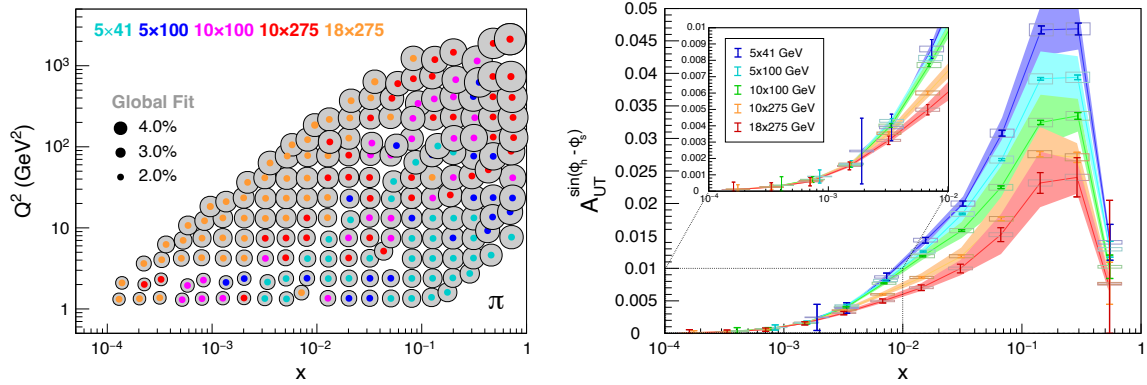 5×41 5×100 10×100 10×275 18×275
Global Fit
4.0%
3.0%
2.0%
π
Q² (GeV²)
10³
10²
10
1
10⁻⁴ 10⁻³ 10⁻² 10⁻¹ 1
x
A_UT^sin(ϕ_h - ϕ_s)
0.05
0.045
0.04
0.035
0.03
0.025
0.02
0.015
0.01
0.005
0
10⁻⁴ 10⁻³ 10⁻² 10⁻¹ 1
x
0.01
0.009
0.008
0.007
0.006
0.005
0.004
0.003
0.002
0.001
0
10⁻⁴ 10⁻³ 10⁻²
5x41 GeV
5x100 GeV
10x100 GeV
10x275 GeV
18x275 GeV